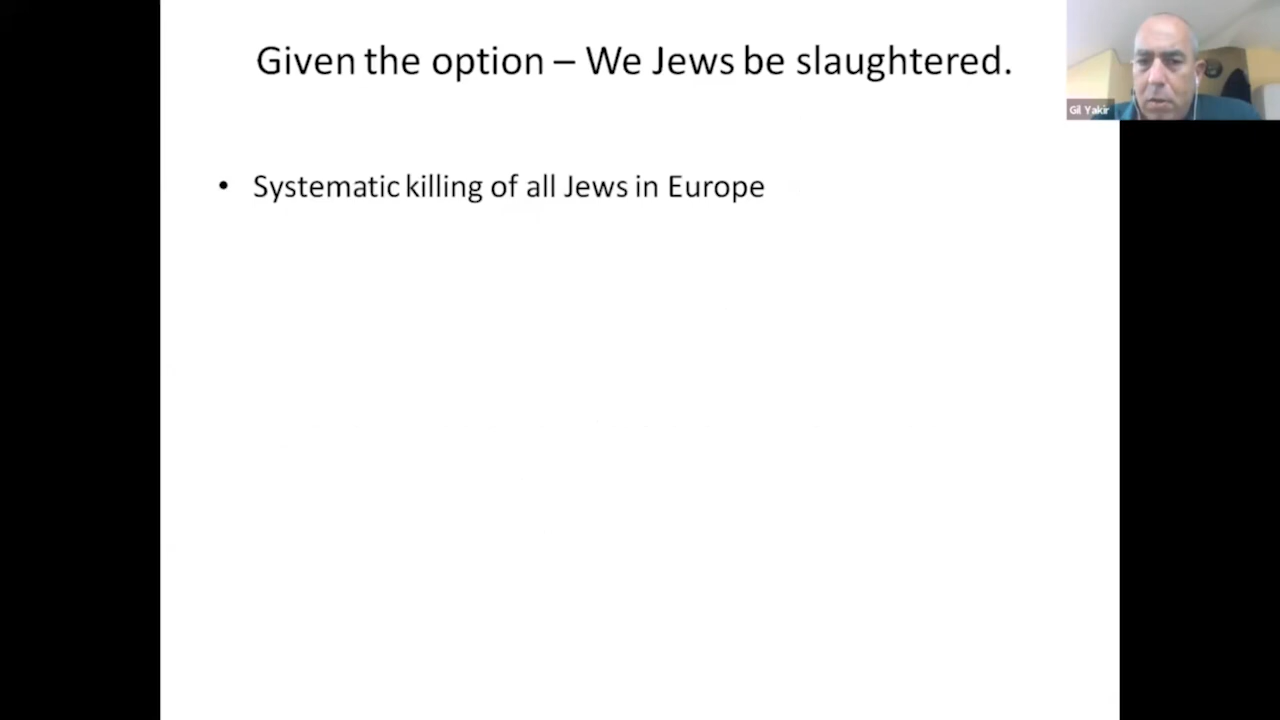 Given the option – We Jews be slaughtered.
Gil Yakir
• Systematic killing of all Jews in Europe